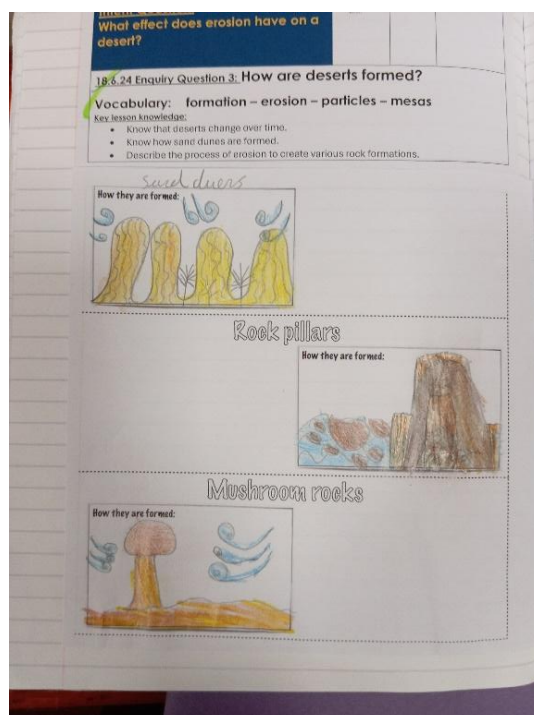 What effect does erosion have on a
desert?
18.6.24 Enquiry Question 3: How are deserts formed?
Vocabulary: formation – erosion – particles – mesas
Key lesson knowledge:
• Know that deserts change over time.
• Know how sand dunes are formed.
• Describe the process of erosion to create various rock formations.
sand duens
How they are formed:
Rock pillars
How they are formed:
Mushroom rocks
How they are formed: